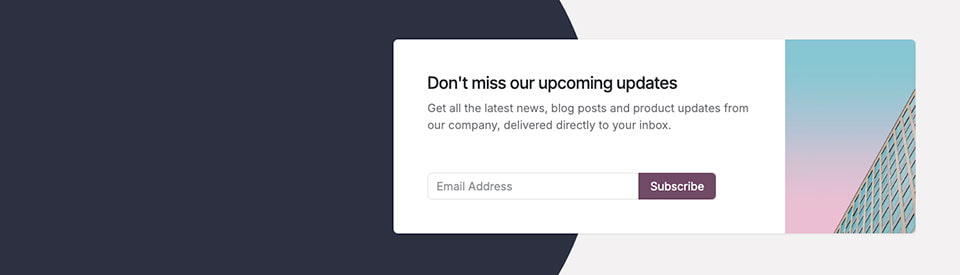 Don't miss our upcoming updates
Get all the latest news, blog posts and product updates from
our company, delivered directly to your inbox.
Email Address
Subscribe